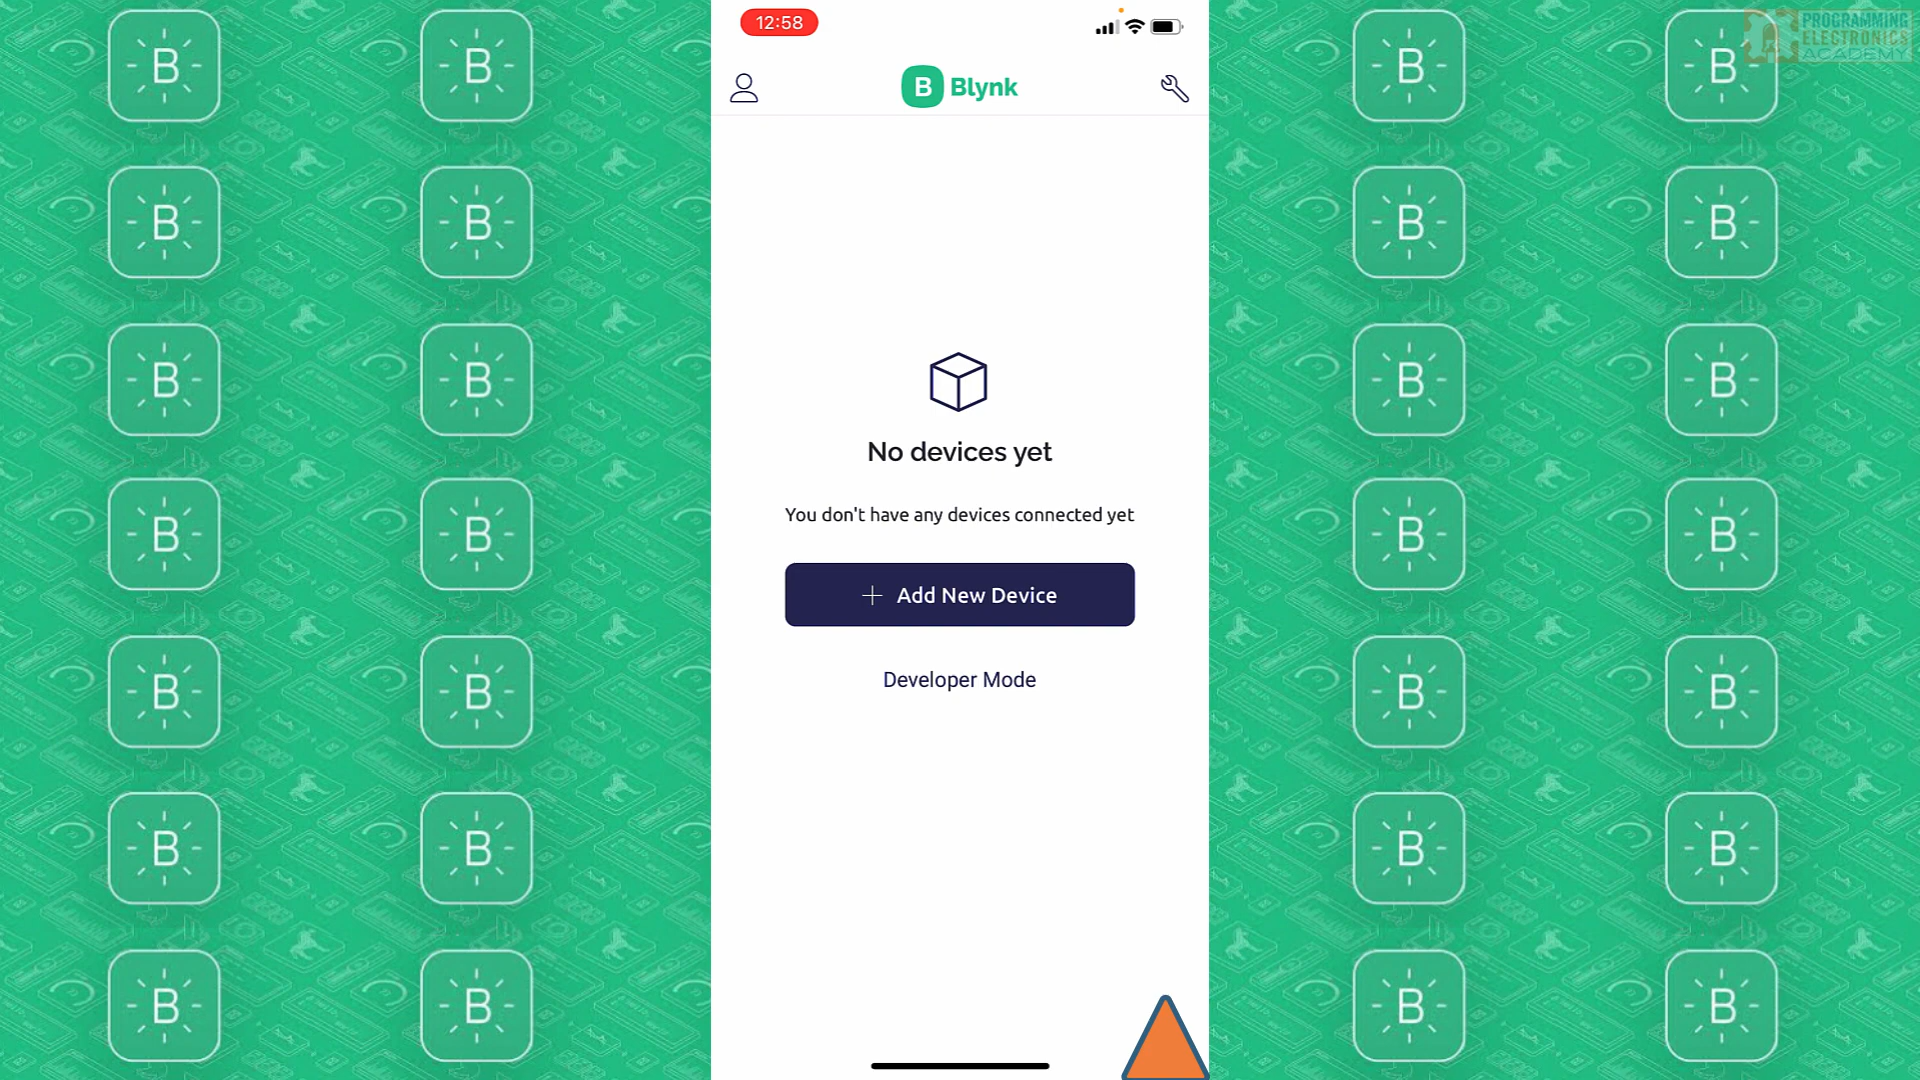 12:58
B Blynk
No devices yet
You don't have any devices connected yet
+ Add New Device
Developer Mode
PROGRAMMING
ELECTRONICS
ACADEMY
B B B B
B B B B
B B B B
B B B B
B B B B
B B B B
B B B B